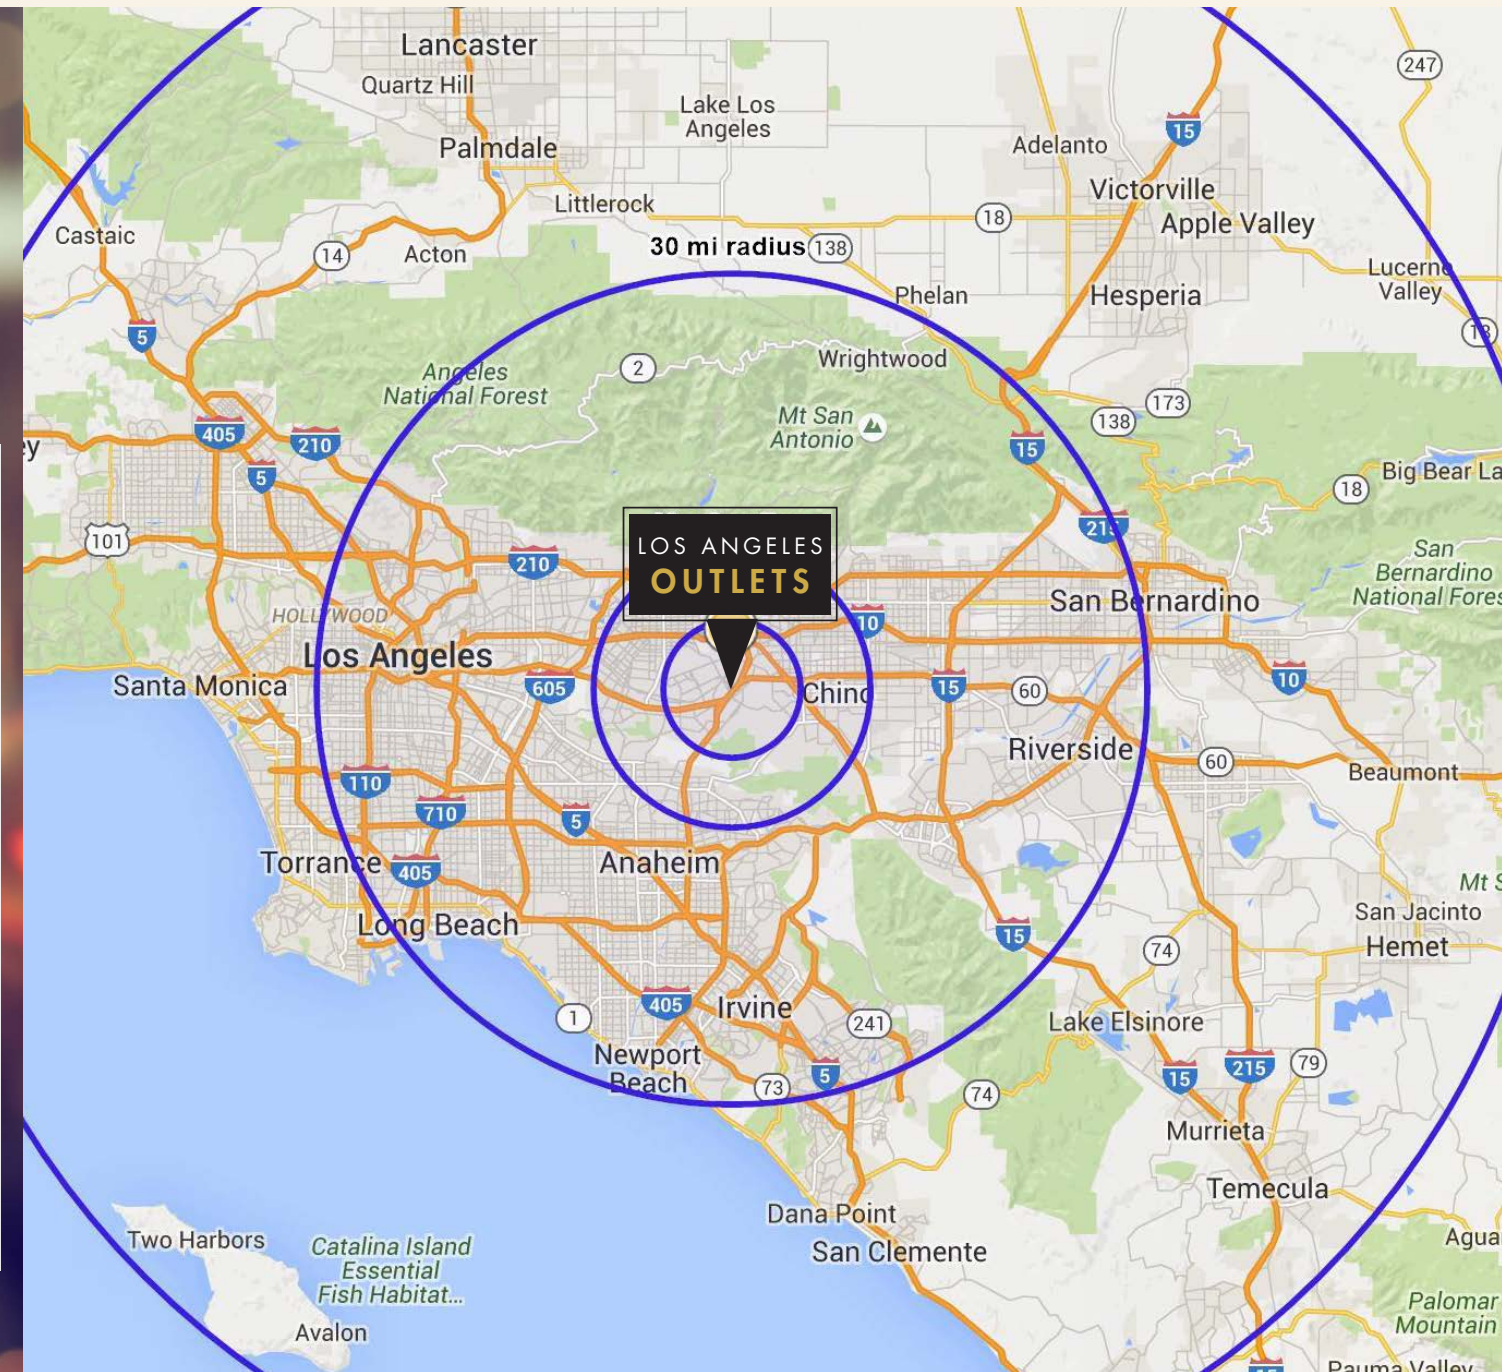 Lancaster
Quartz Hill
247
Lake Los
Angeles
15
Palmdale
Adelanto
Victorville
Littlerock
18
Apple Valley
Castaic
14
Acton
30 mi radius
138
Lucerne
Valley
Phelan
Hesperia
5
18
Wrightwood
2
Angeles
National Forest
173
138
Mt San
Antonio
405
210
15
ey
5
Big Bear La
18
101
215
LOS ANGELES
OUTLETS
210
San
Bernardino
National Fores
San Bernardino
HOLLYWOOD
10
Los Angeles
Santa Monica
605
Chino
15
60
10
Riverside
60
Beaumont
110
710
5
Torrance
405
Anaheim
Mt S
San Jacinto
Hemet
Long Beach
15
74
405
Irvine
1
241
Lake Elsinore
Newport
Beach
73
5
74
15
215
79
Murrieta
Temecula
Dana Point
San Clemente
Two Harbors
Catalina Island
Essential
Fish Habitat...
Agua
Palomar
Mountain
Avalon
Pauma Valley
15